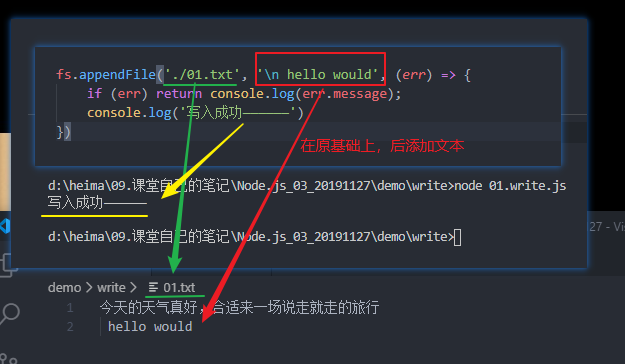 fs.appendFile('./01.txt', '\n hello would', (err) => {
if (err) return console.log(err.message);
console.log('写入成功——————')
})
在原基础上，后添加文本
d:\heima\09.课堂自己的笔记\Node.js_03_20191127\demo\write>node 01.write.js
写入成功——————
d:\heima\09.课堂自己的笔记\Node.js_03_20191127\demo\write>
27 - Vis
demo > write > 01.txt
1 今天的天气真好，合适来一场说走就走的旅行
2 hello would